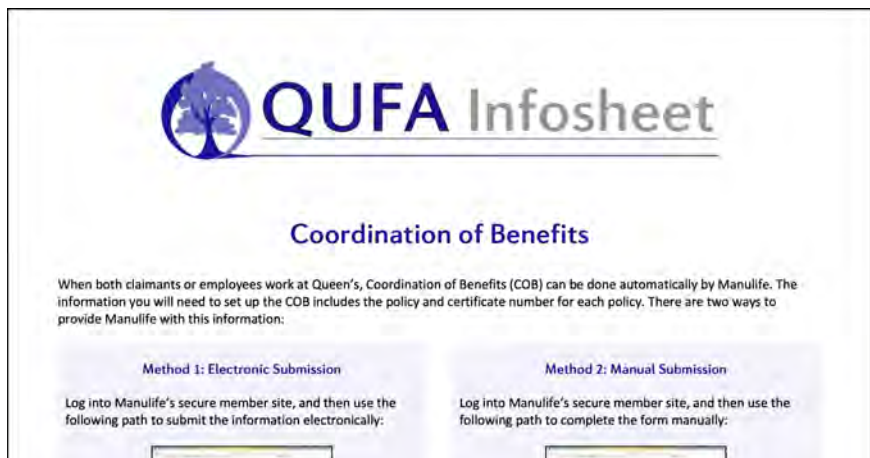 QUFA Infosheet
Coordination of Benefits
When both claimants or employees work at Queen's, Coordination of Benefits (COB) can be done automatically by Manulife. The
information you will need to set up the COB includes the policy and certificate number for each policy. There are two ways to
provide Manulife with this information:
Method 1: Electronic Submission
Log into Manulife's secure member site, and then use the
following path to submit the information electronically:
Method 2: Manual Submission
Log into Manulife's secure member site, and then use the
following path to complete the form manually: